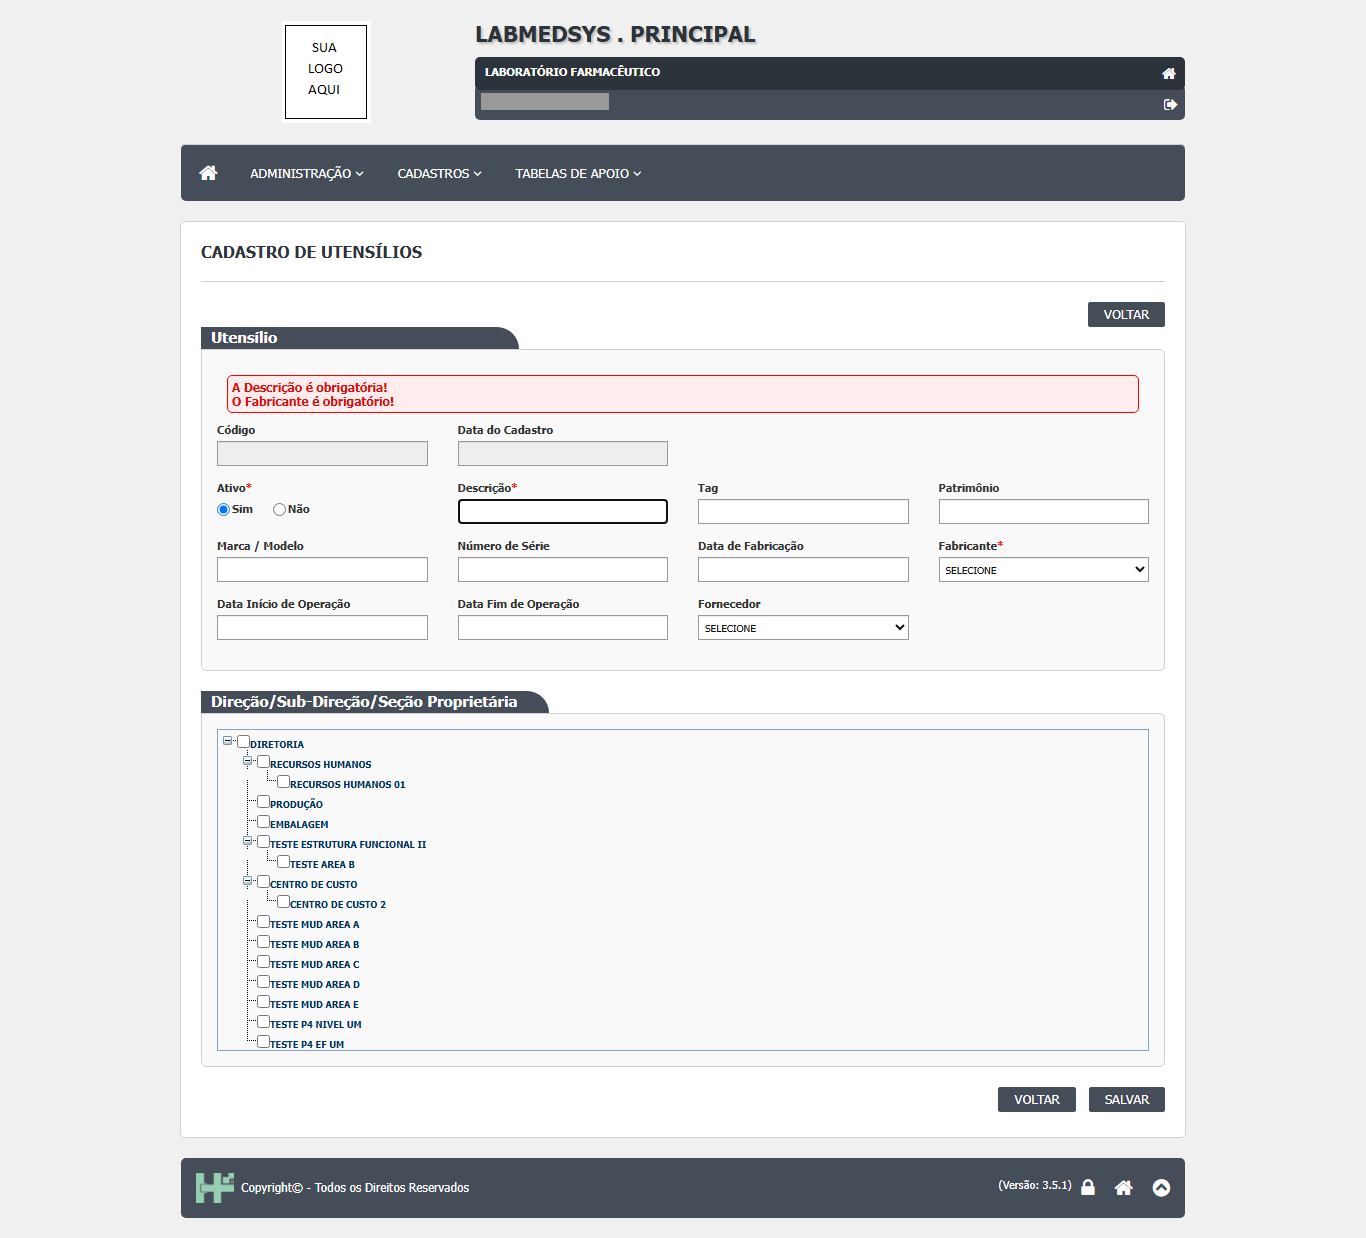 SUA
LOGO
AQUI
LABMEDSYS . PRINCIPAL
LABORATÓRIO FARMACÊUTICO
ADMINISTRAÇÃO CADASTROS TABELAS DE APOIO
CADASTRO DE UTENSÍLIOS
VOLTAR
Utensílio
A Descrição é obrigatória!
O Fabricante é obrigatório!
Código Data do Cadastro
Ativo* Descrição* Tag Patrimônio
Sim Não
Marca / Modelo Número de Série Data de Fabricação Fabricante*
SELECIONE
Data Início de Operação Data Fim de Operação Fornecedor
SELECIONE
Direção/Sub-Direção/Seção Proprietária
DIRETORIA
RECURSOS HUMANOS
RECURSOS HUMANOS 01
PRODUÇÃO
EMBALAGEM
TESTE ESTRUTURA FUNCIONAL II
TESTE AREA B
CENTRO DE CUSTO
CENTRO DE CUSTO 2
TESTE MUD AREA A
TESTE MUD AREA B
TESTE MUD AREA C
TESTE MUD AREA D
TESTE MUD AREA E
TESTE P4 NIVEL UM
TESTE P4 EF UM
VOLTAR SALVAR
Copyright© - Todos os Direitos Reservados (Versão: 3.5.1)